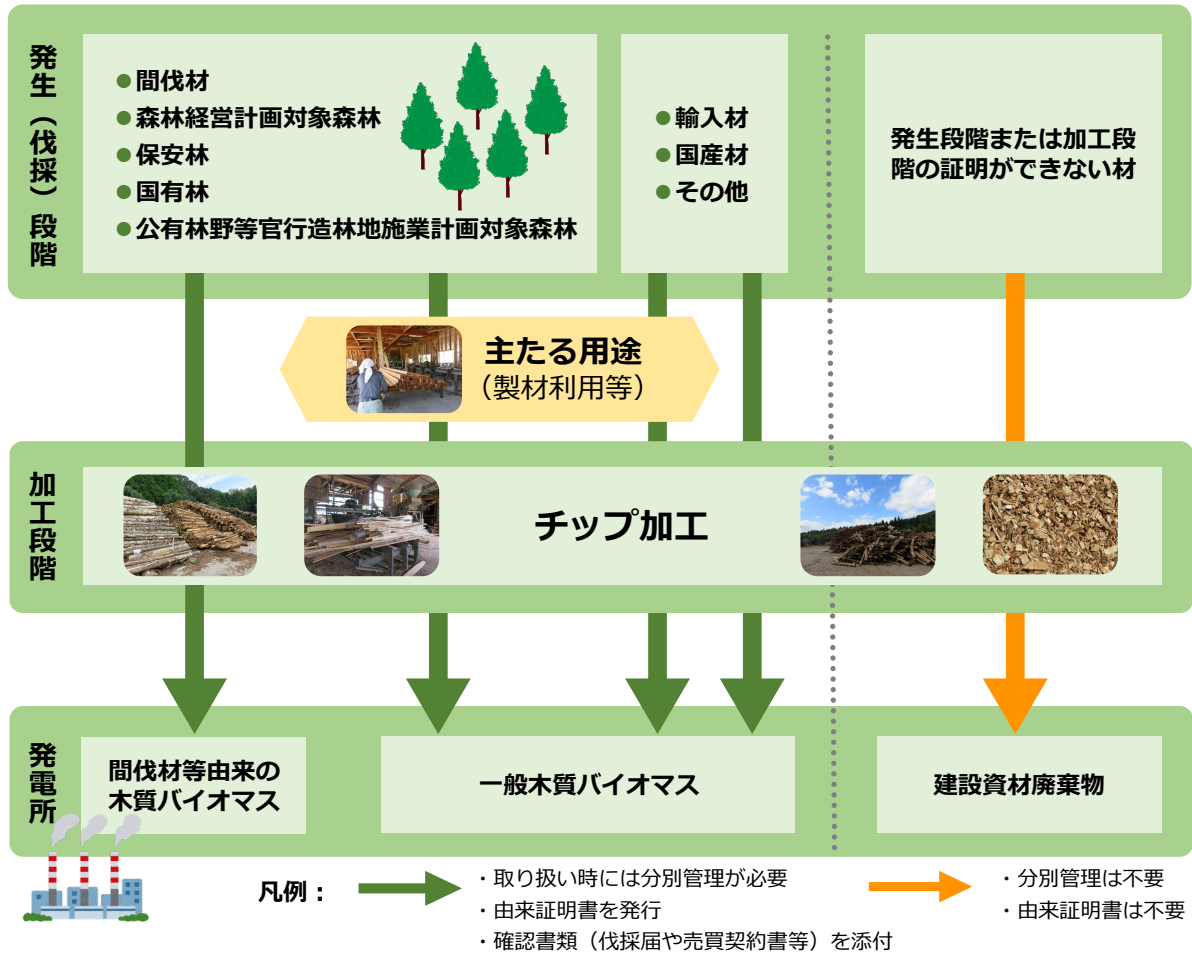 発生（伐採）段階
●間伐材
●森林経営計画対象森林
●保安林
●国有林
●公有林野等官行造林地施業計画対象森林
●輸入材
●国産材
●その他
発生段階または加工段
階の証明ができない材
主たる用途
（製材利用等）
加工段階
チップ加工
発電所
間伐材等由来の
木質バイオマス
一般木質バイオマス
建設資材廃棄物
凡例：
・取り扱い時には分別管理が必要
・由来証明書を発行
・確認書類（伐採届や売買契約書等）を添付
・分別管理は不要
・由来証明書は不要